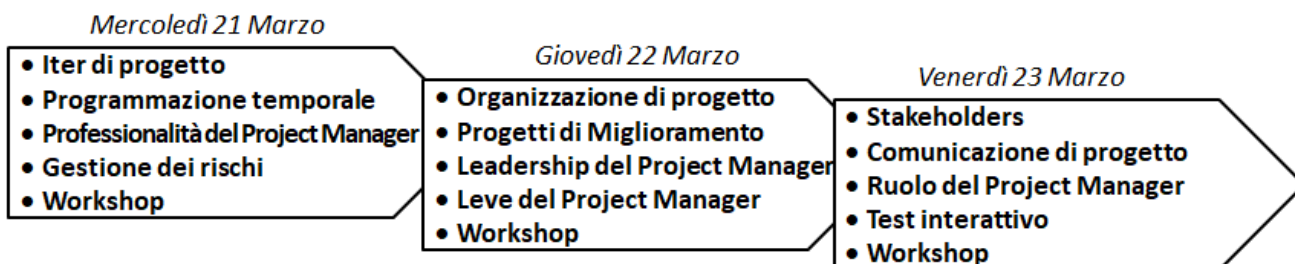 Mercoledì 21 Marzo
• Iter di progetto
• Programmazione temporale
• Professionalità del Project Manager
• Gestione dei rischi
• Workshop
Giovedì 22 Marzo
• Organizzazione di progetto
• Progetti di Miglioramento
• Leadership del Project Manager
• Leve del Project Manager
• Workshop
Venerdì 23 Marzo
• Stakeholders
• Comunicazione di progetto
• Ruolo del Project Manager
• Test interattivo
• Workshop